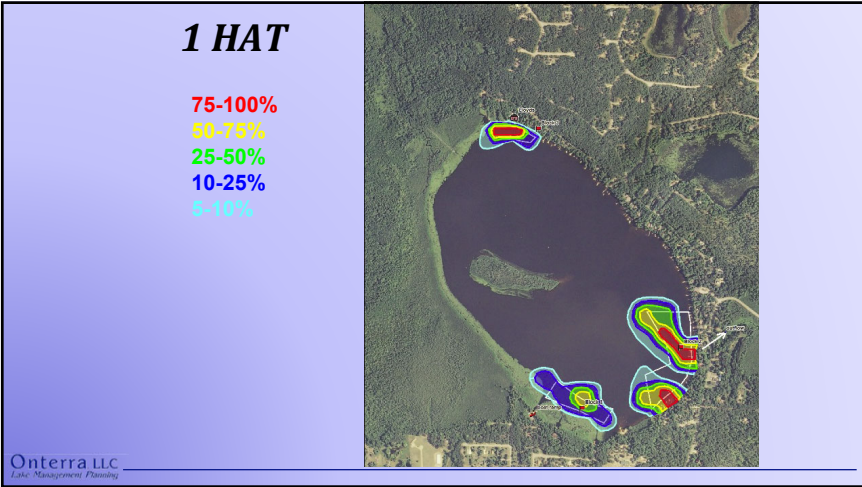 1 HAT
75-100%
50-75%
25-50%
10-25%
5-10%
Onterra LLC
Lake Management Planning